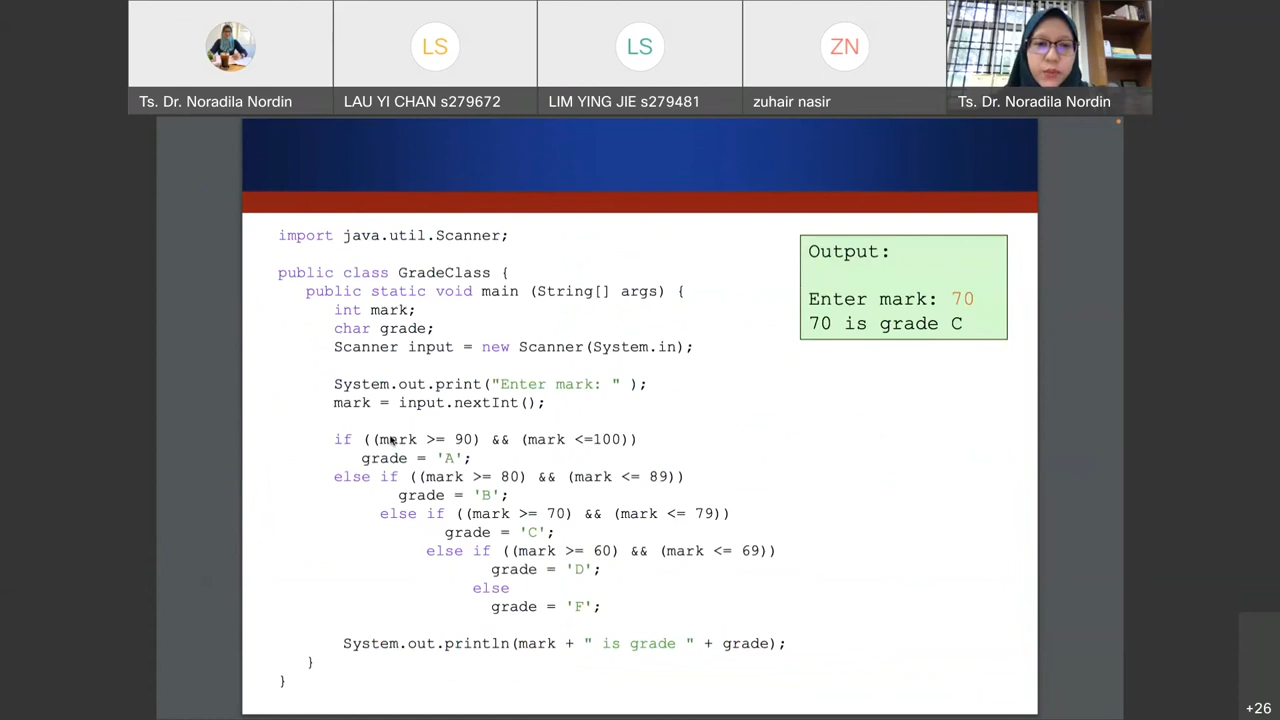 LS
LS
ZN
Ts. Dr. Noradila Nordin
LAU YI CHAN s279672
LIM YING JIE s279481
zuhair nasir
Ts. Dr. Noradila Nordin
import java.util.Scanner;
public class GradeClass {
public static void main (String[] args) {
int mark;
char grade;
Scanner input = new Scanner(System.in);
System.out.print("Enter mark: " );
mark = input.nextInt();
if ((mark >= 90) && (mark <=100))
grade = 'A';
else if ((mark >= 80) && (mark <= 89))
grade = 'B';
else if ((mark >= 70) && (mark <= 79))
grade = 'C';
else if ((mark >= 60) && (mark <= 69))
grade = 'D';
else
grade = 'F';
System.out.println(mark + " is grade " + grade);
}
}
Output:
Enter mark: 70
70 is grade C
+26